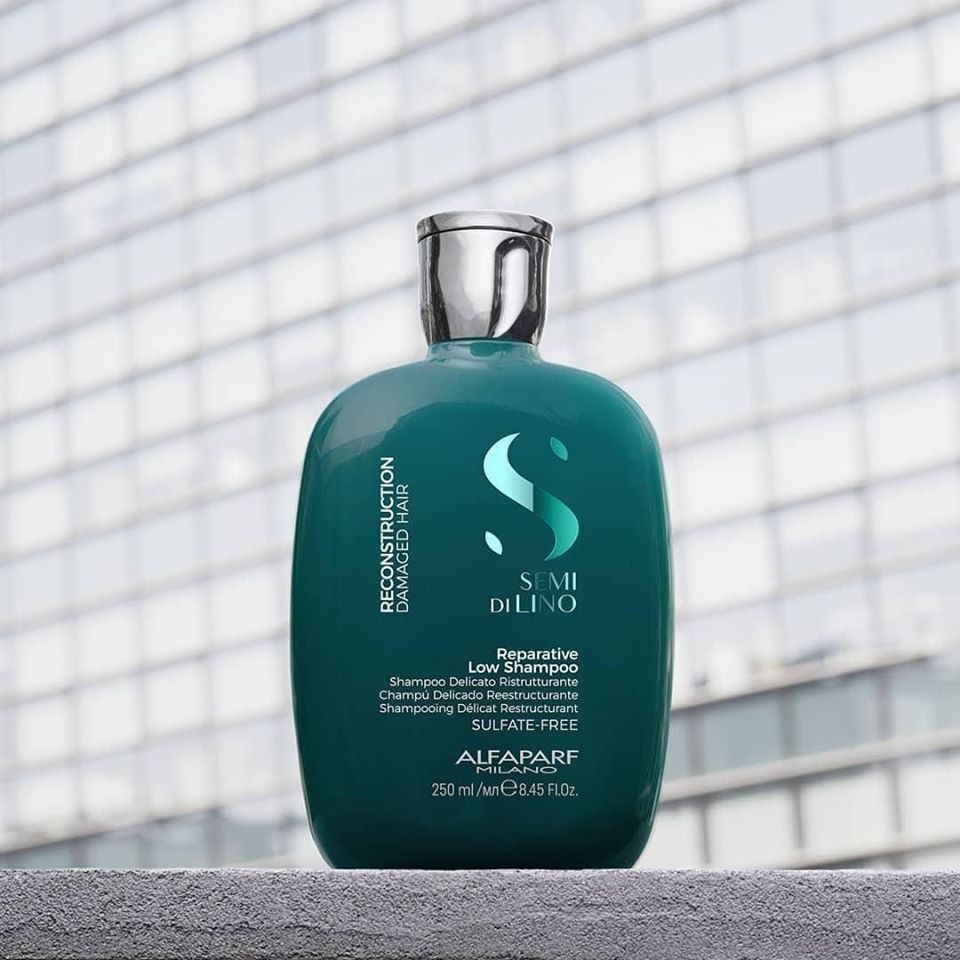 RECONSTRUCTION
DAMAGED HAIR
SEMI
DI LINO
Reparative
Low Shampoo
Shampoo Delicato Ristrutturante
Champú Delicado Reestructurante
Shampooing Délicat Restructurant
SULFATE-FREE
ALFAPARF
MILANO
250 ml /мл ℮ 8.45 Fl.Oz.